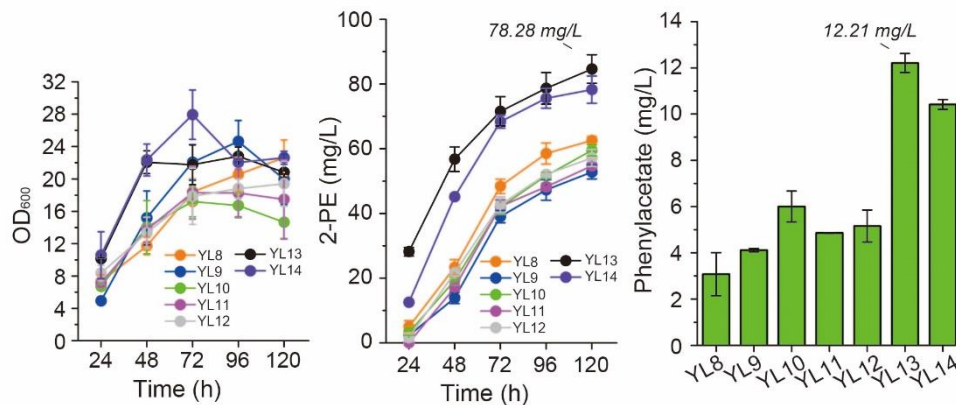 OD600
32
28
24
20
16
12
8
4
0
24 48 72 96 120
Time (h)
YL8
YL9
YL10
YL11
YL12
YL13
YL14
2-PE (mg/L)
100
80
60
40
20
0
24 48 72 96 120
Time (h)
78.28 mg/L
YL8
YL9
YL10
YL11
YL12
YL13
YL14
Phenylacetate (mg/L)
14
12
10
8
6
4
2
0
12.21 mg/L
YL8 YL9 YL10 YL11 YL12 YL13 YL14